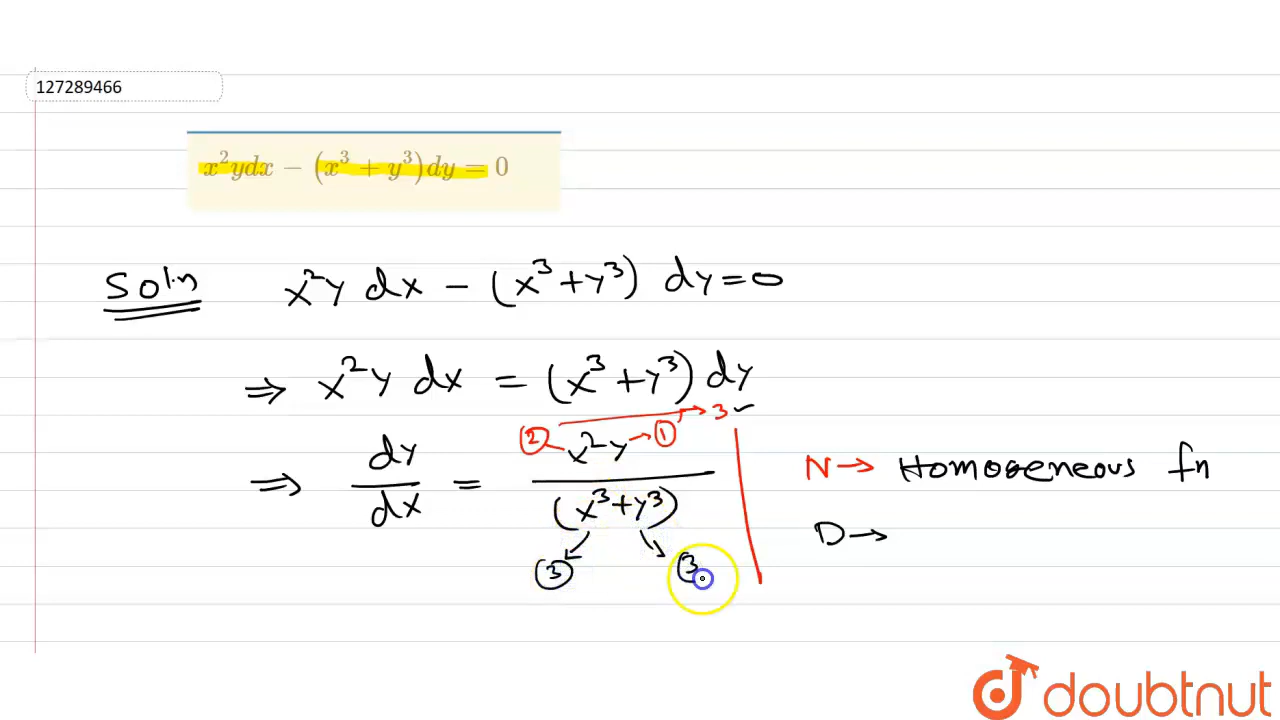 127289466
x²ydx − (x³ + y³)dy = 0
Soln x²y dx − (x³+y³) dy=0
⇒ x²y dx = (x³+y³) dy
② ① → 3 ✓
⇒ dy/dx = x²y/(x³+y³)
N → Homogeneous fn
D →
③ 3
doubtnut